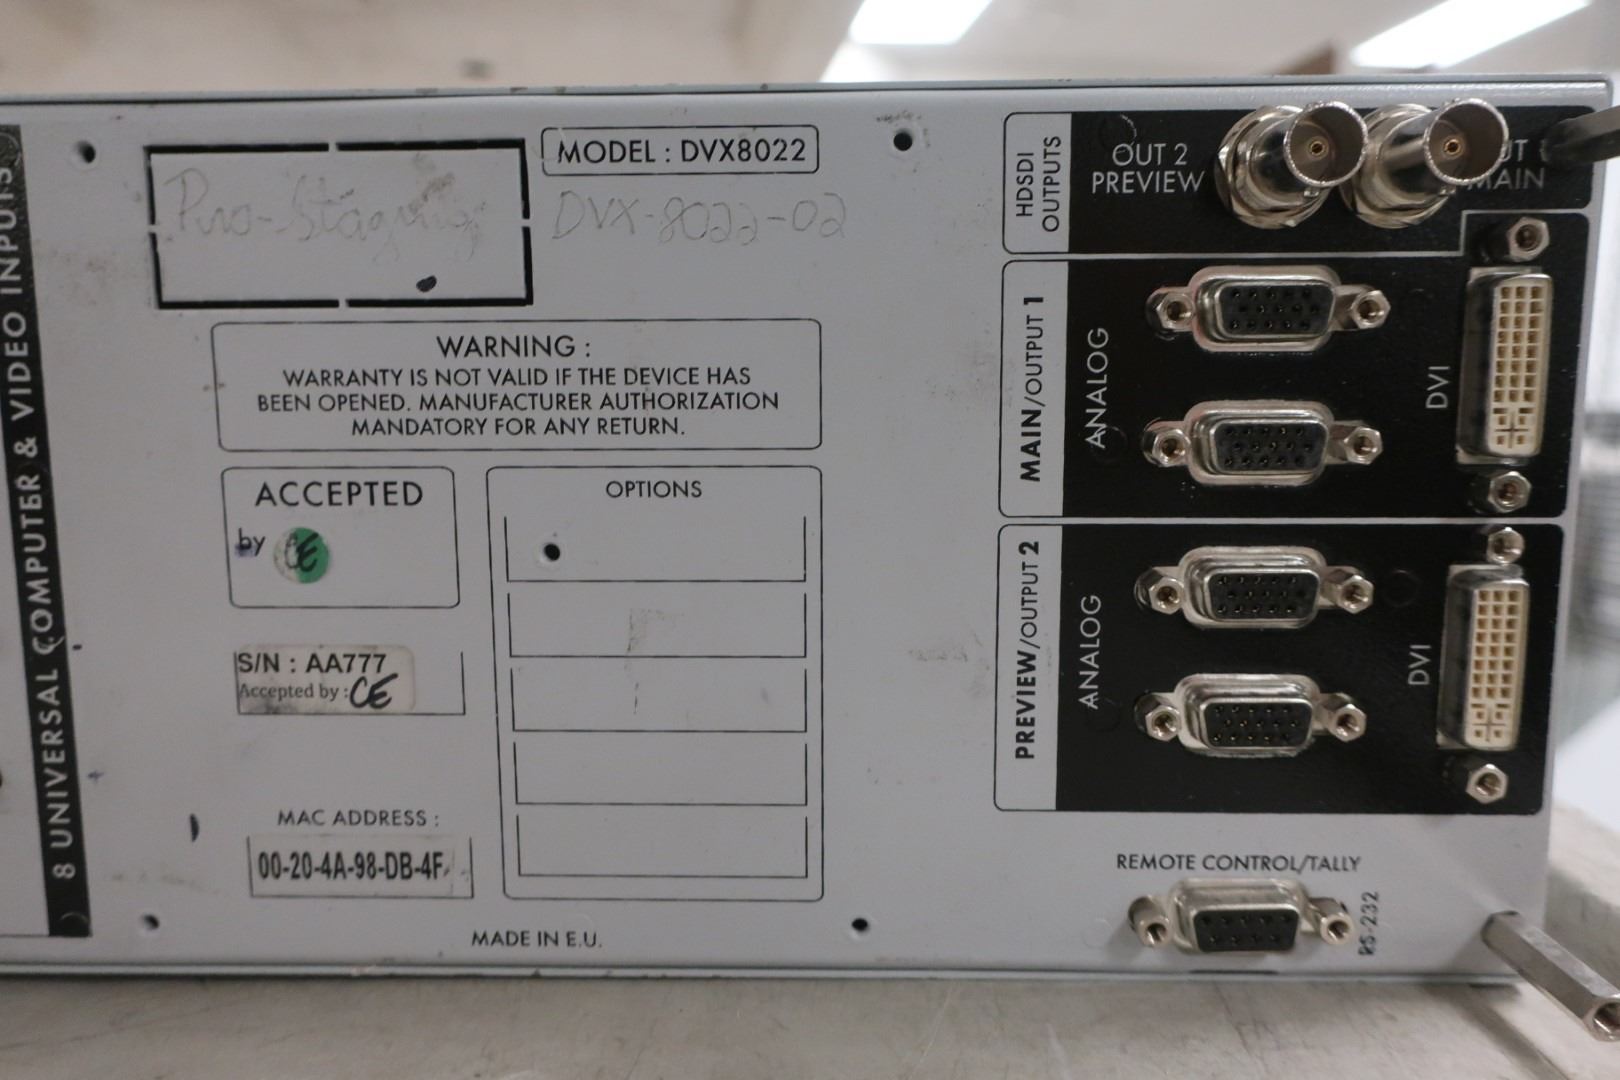 8 UNIVERSAL COMPUTER & VIDEO INPUTS
MODEL : DVX8022
DVX-8022-02
WARNING :
WARRANTY IS NOT VALID IF THE DEVICE HAS
BEEN OPENED. MANUFACTURER AUTHORIZATION
MANDATORY FOR ANY RETURN.
ACCEPTED
by CE
OPTIONS
S/N : AA777
Accepted by : CE
MAC ADDRESS :
00-20-4A-98-DB-4F
MADE IN E.U.
HDSDI
OUTPUTS
OUT 2
PREVIEW
MAIN
MAIN/OUTPUT 1
ANALOG
DVI
PREVIEW/OUTPUT 2
ANALOG
DVI
REMOTE CONTROL/TALLY
RS-232